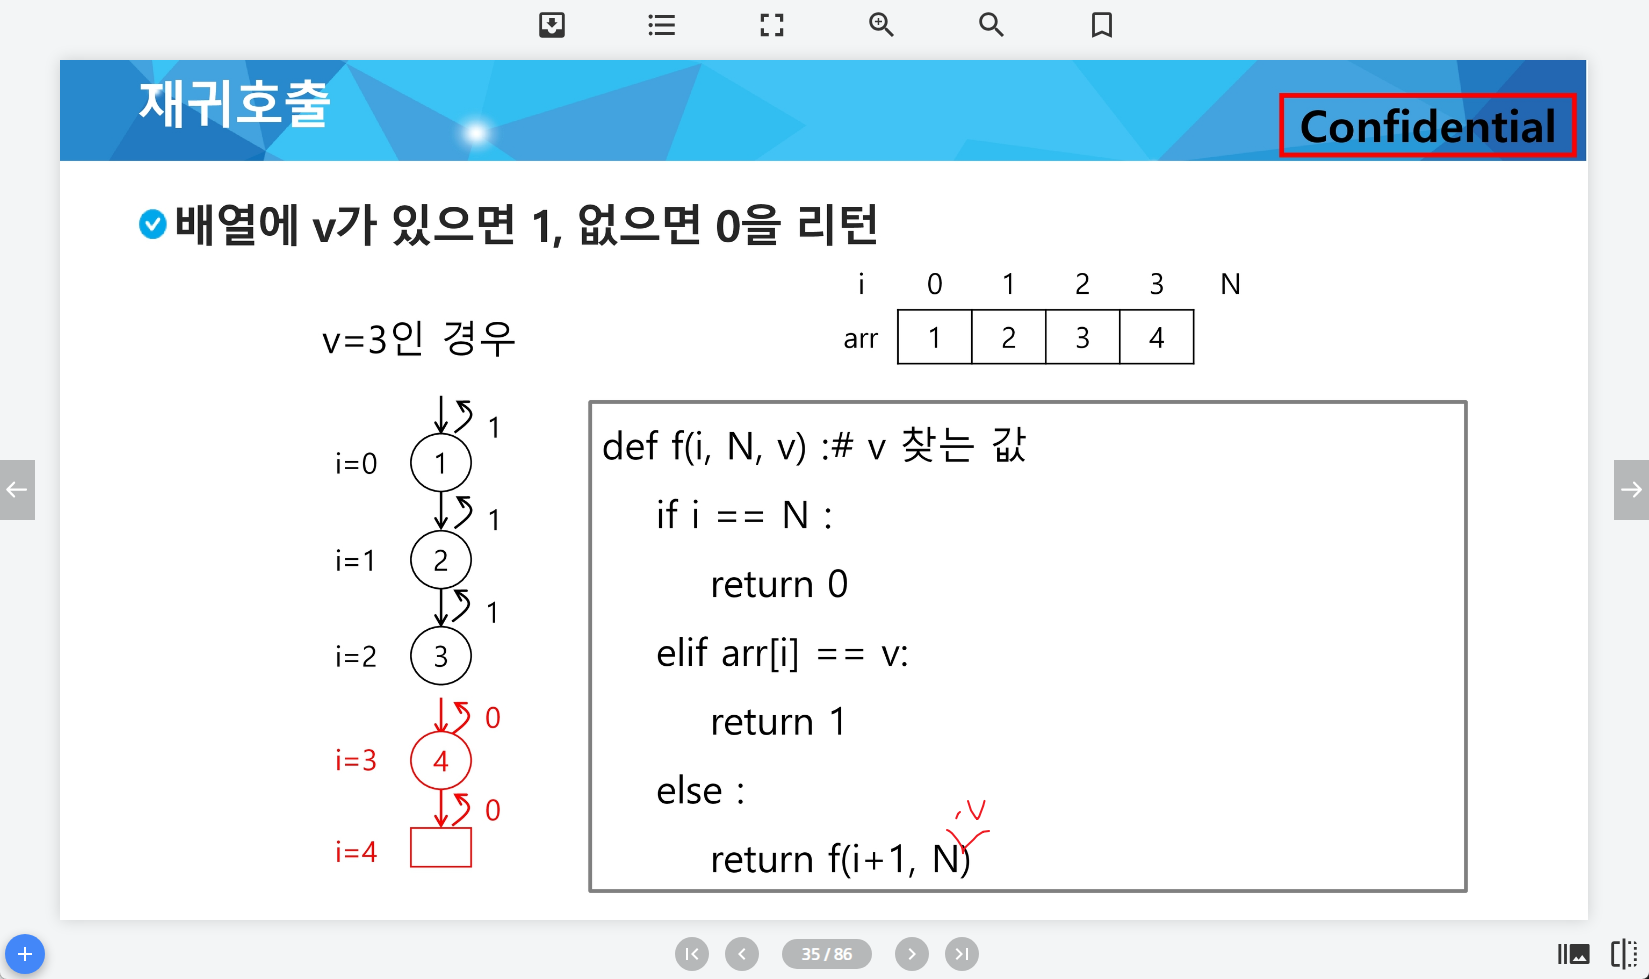 재귀호출
Confidential
배열에 v가 있으면 1, 없으면 0을 리턴
i 0 1 2 3 N
arr 1 2 3 4
v=3인 경우
1
i=0 1
1
i=1 2
1
i=2 3
0
i=3 4
0
i=4
def f(i, N, v) :# v 찾는 값
if i == N :
return 0
elif arr[i] == v:
return 1
else :
,v
return f(i+1, N)
35 / 86